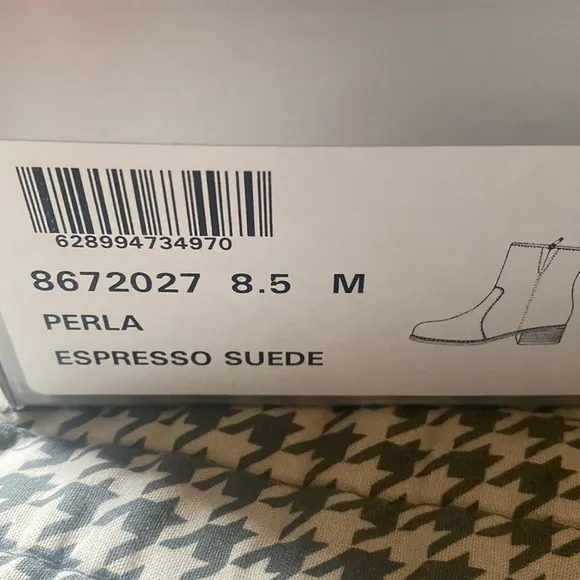 628994734970
8672027 8.5 M
PERLA
ESPRESSO SUEDE